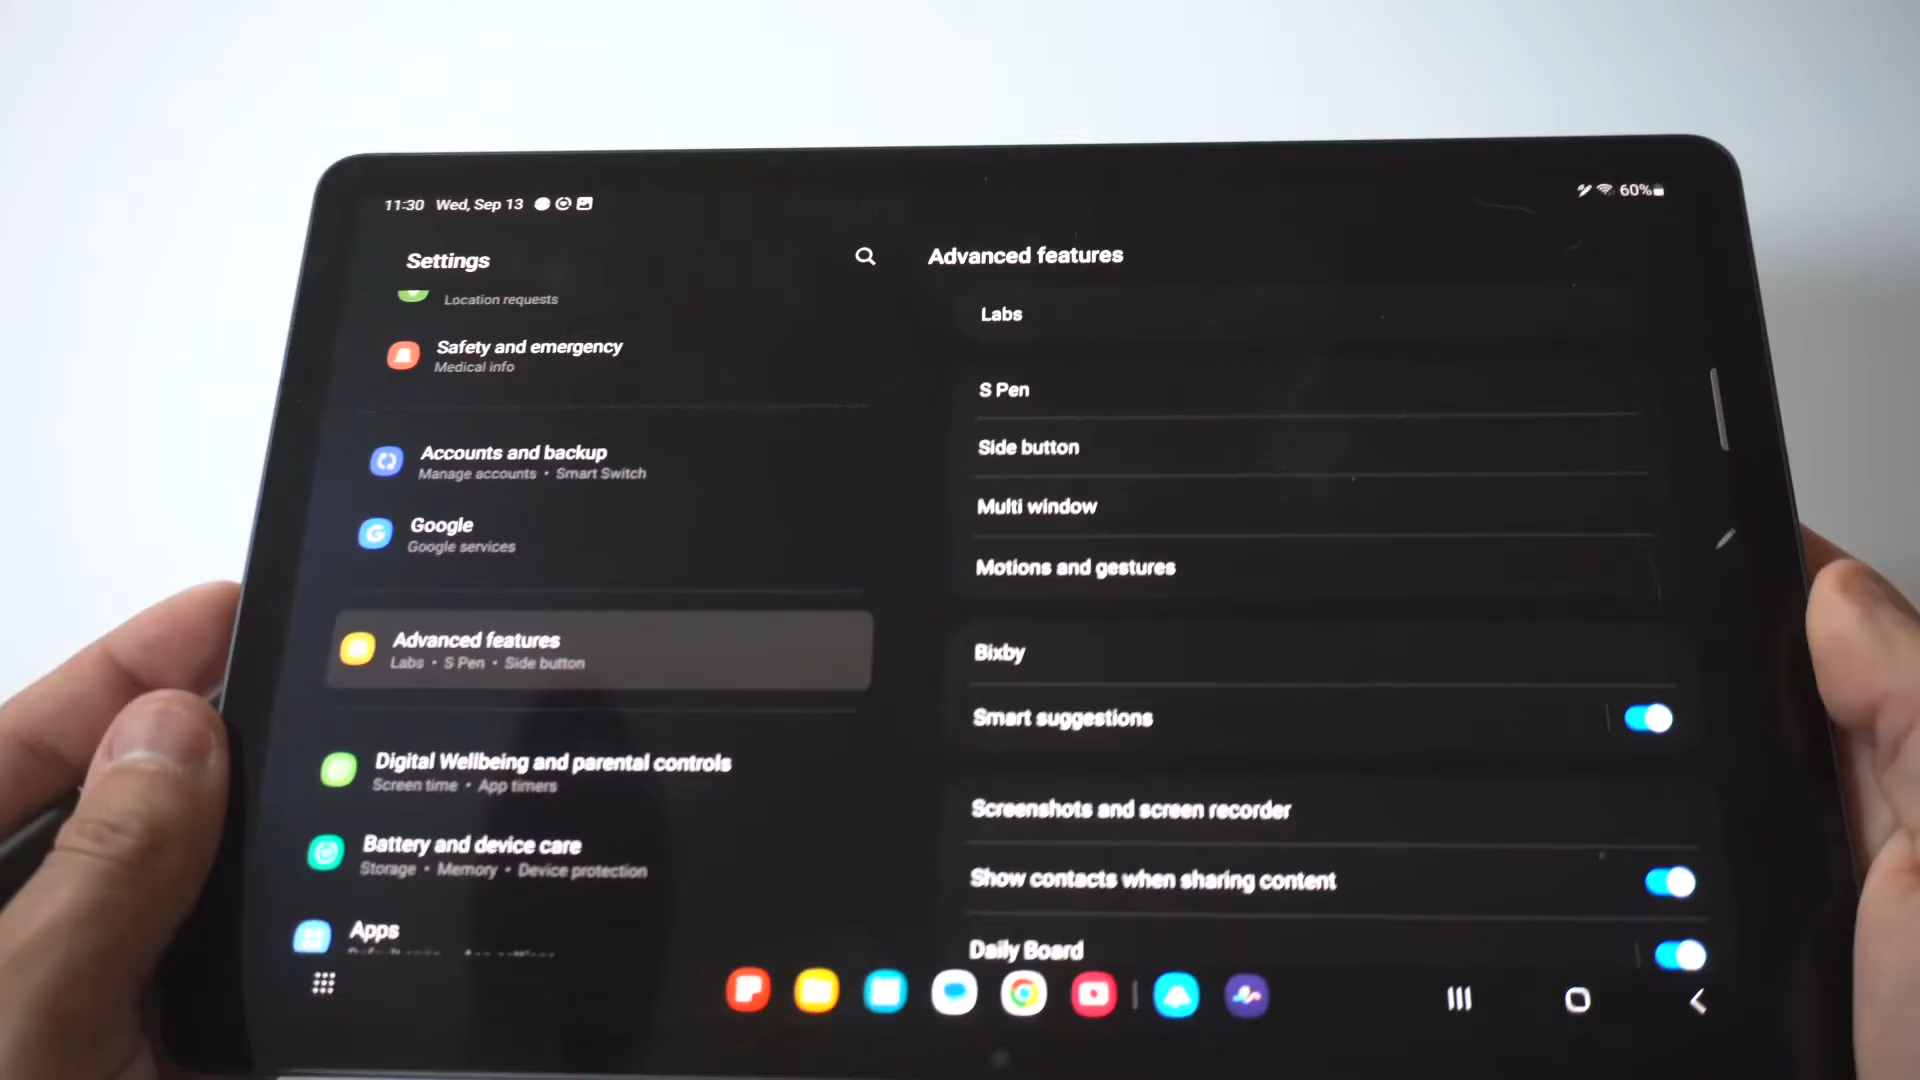 11:30 Wed, Sep 13
60%
Settings
Location requests
Safety and emergency
Medical info
Accounts and backup
Manage accounts • Smart Switch
Google
Google services
Advanced features
Labs • S Pen • Side button
Digital Wellbeing and parental controls
Screen time • App timers
Battery and device care
Storage • Memory • Device protection
Apps
Advanced features
Labs
S Pen
Side button
Multi window
Motions and gestures
Bixby
Smart suggestions
Screenshots and screen recorder
Show contacts when sharing content
Daily Board